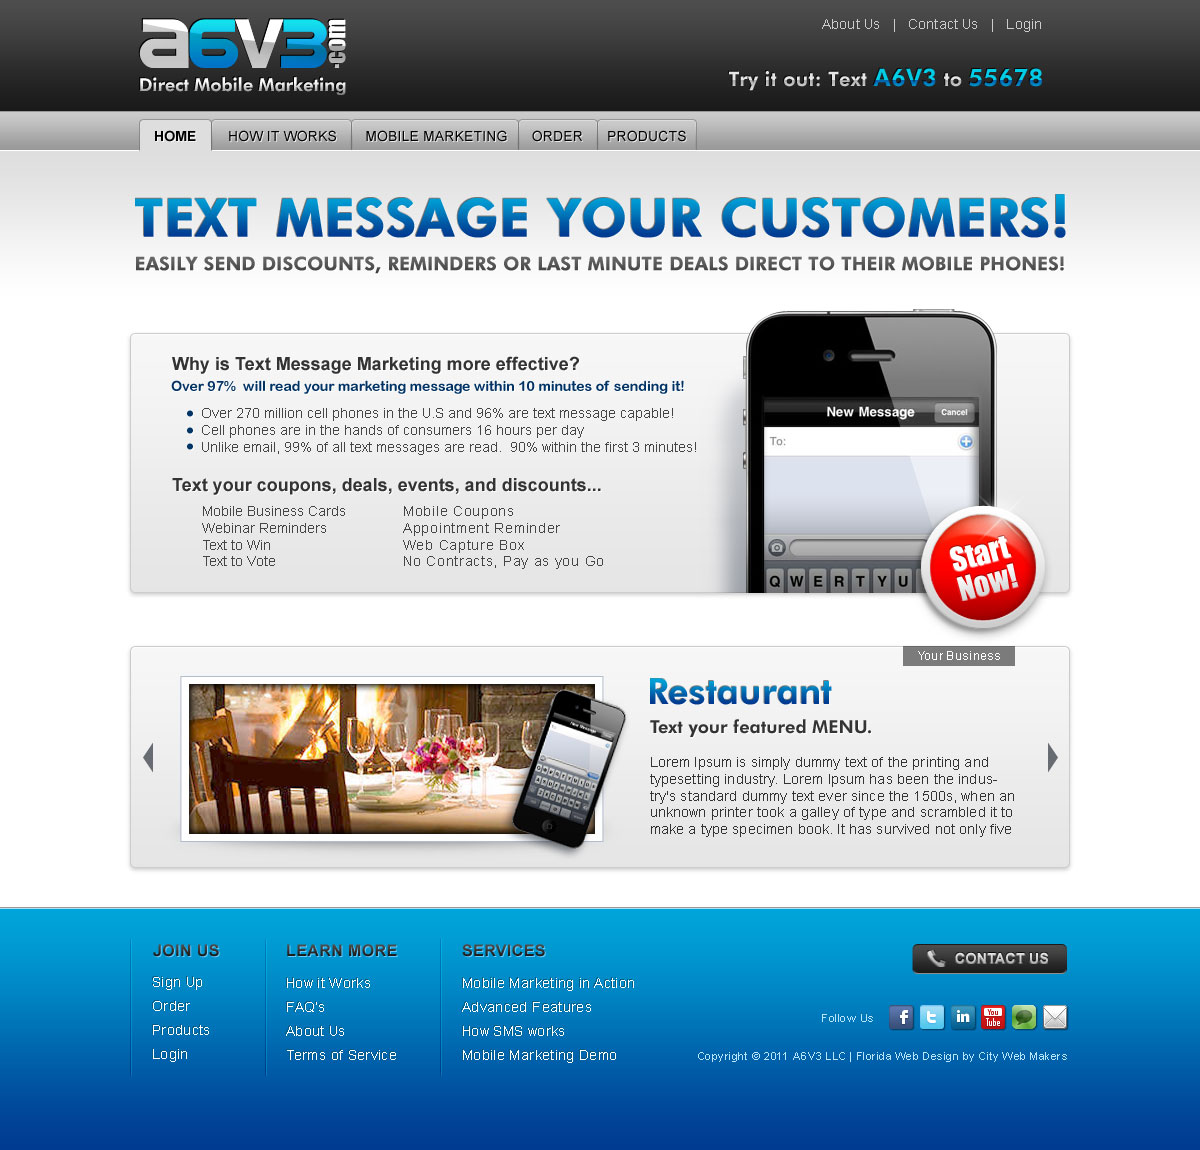 A6V3.com
Direct Mobile Marketing
About Us | Contact Us | Login
Try it out: Text A6V3 to 55678
HOME HOW IT WORKS MOBILE MARKETING ORDER PRODUCTS
TEXT MESSAGE YOUR CUSTOMERS!
EASILY SEND DISCOUNTS, REMINDERS OR LAST MINUTE DEALS DIRECT TO THEIR MOBILE PHONES!
Why is Text Message Marketing more effective?
Over 97% will read your marketing message within 10 minutes of sending it!
• Over 270 million cell phones in the U.S and 96% are text message capable!
• Cell phones are in the hands of consumers 16 hours per day
• Unlike email, 99% of all text messages are read. 90% within the first 3 minutes!
Text your coupons, deals, events, and discounts...
Mobile Business Cards
Webinar Reminders
Text to Win
Text to Vote
Mobile Coupons
Appointment Reminder
Web Capture Box
No Contracts, Pay as you Go
New Message Cancel
To:
Q W E R T Y U
Start
Now!
Your Business
Restaurant
Text your featured MENU.
Lorem Ipsum is simply dummy text of the printing and
typesetting industry. Lorem Ipsum has been the indus-
try's standard dummy text ever since the 1500s, when an
unknown printer took a galley of type and scrambled it to
make a type specimen book. It has survived not only five
JOIN US
Sign Up
Order
Products
Login
LEARN MORE
How it Works
FAQ's
About Us
Terms of Service
SERVICES
Mobile Marketing in Action
Advanced Features
How SMS works
Mobile Marketing Demo
CONTACT US
Follow Us f t in You Tube
Copyright © 2011 A6V3 LLC | Florida Web Design by City Web Makers